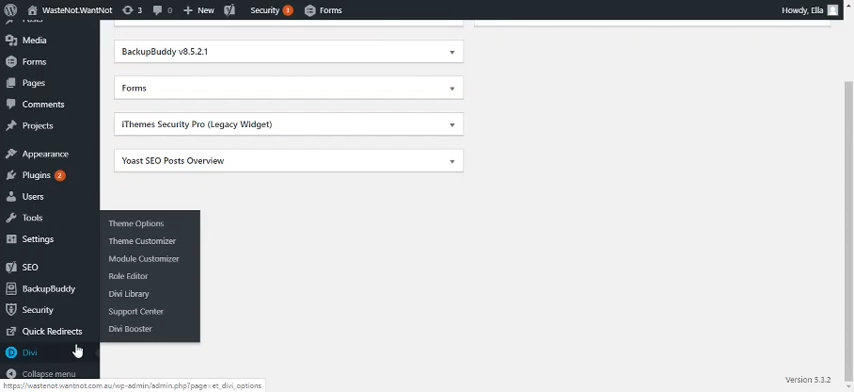 WasteNot.WantNot
3
0
New
Security
1
Forms
Howdy, Ella
Posts
Media
Forms
Pages
Comments
Projects
Appearance
Plugins 2
Users
Tools
Settings
SEO
BackupBuddy
Security
Quick Redirects
Divi
Collapse menu
BackupBuddy v8.5.2.1
Forms
iThemes Security Pro (Legacy Widget)
Yoast SEO Posts Overview
Theme Options
Theme Customizer
Module Customizer
Role Editor
Divi Library
Support Center
Divi Booster
https://wastenot.wantnot.com.au/wp-admin/admin.php?page=et_divi_options
Version 5.3.2